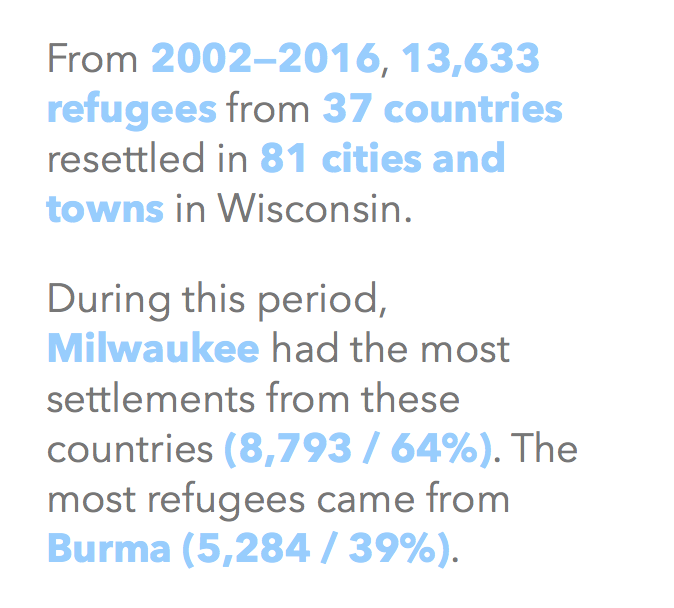 From 2002–2016, 13,633
refugees from 37 countries
resettled in 81 cities and
towns in Wisconsin.
During this period,
Milwaukee had the most
settlements from these
countries (8,793 / 64%). The
most refugees came from
Burma (5,284 / 39%).